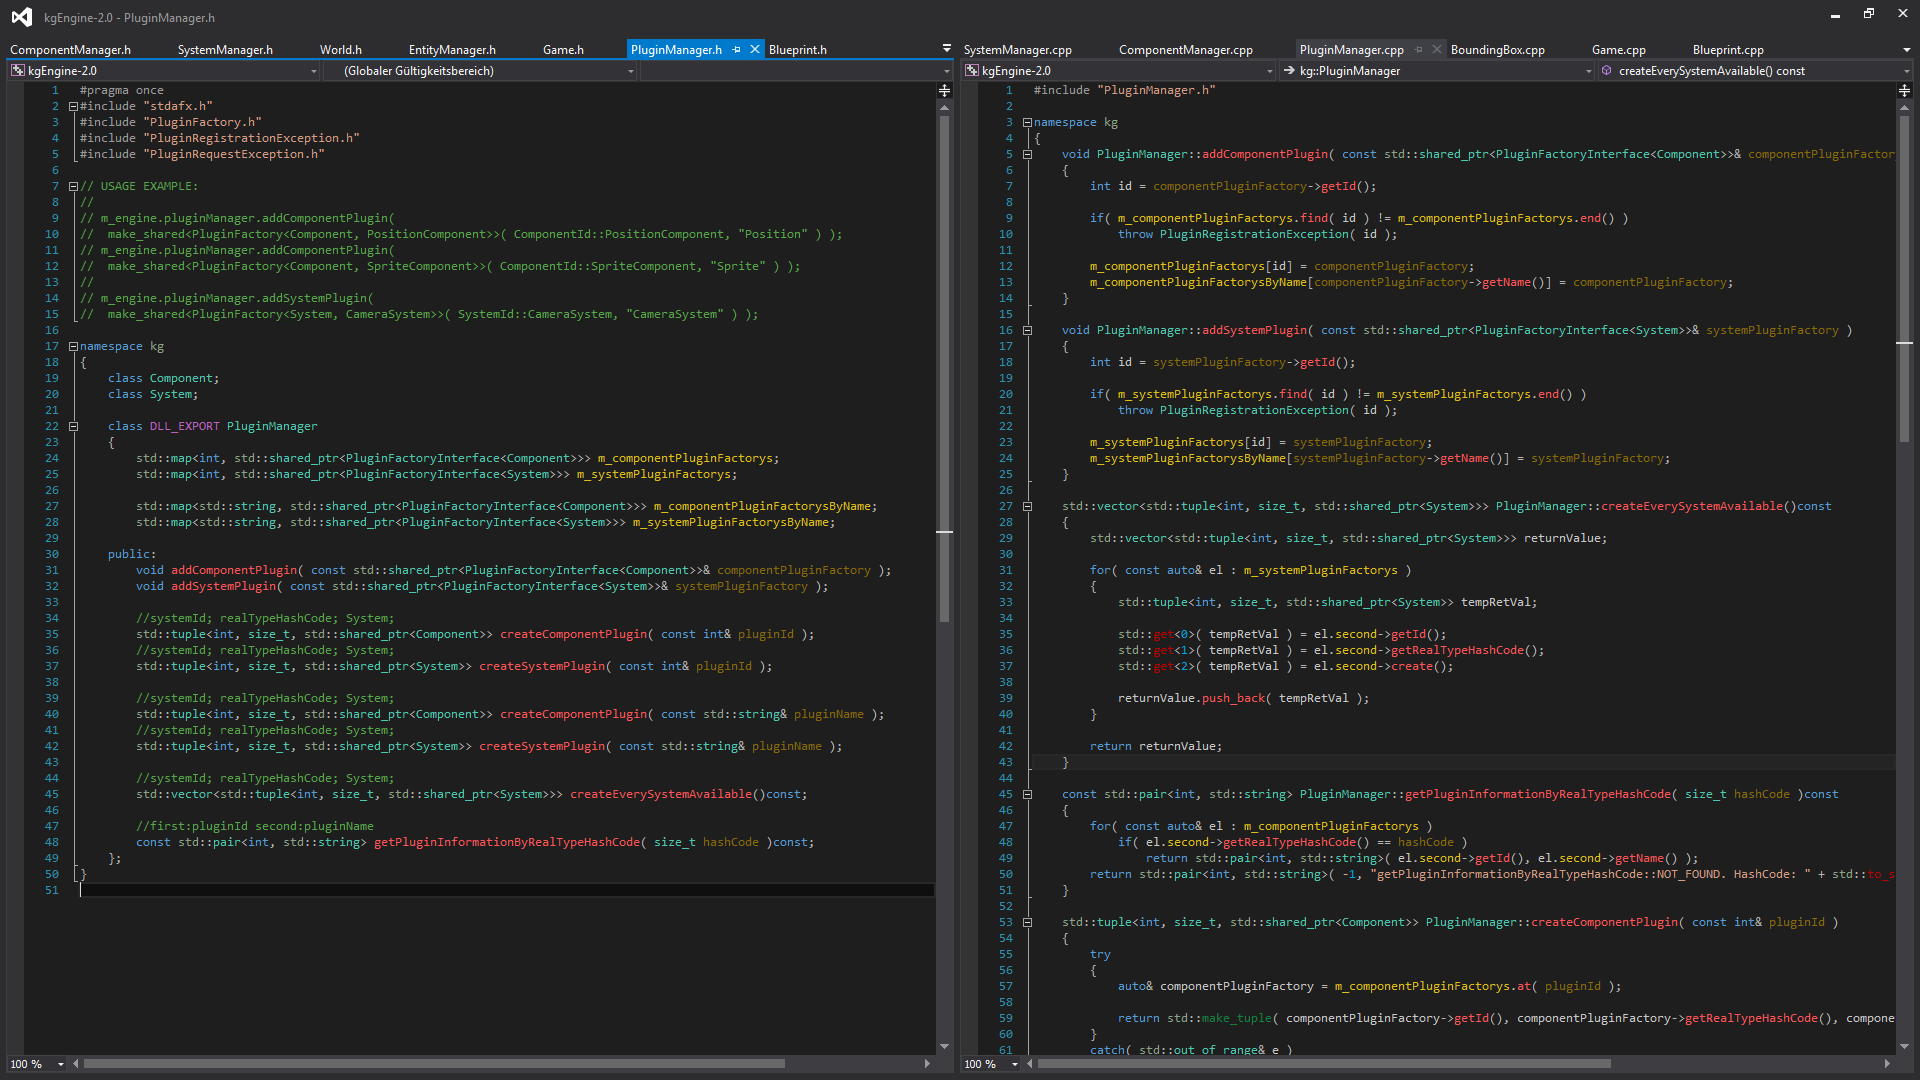 kgEngine-2.0 - PluginManager.h
ComponentManager.h SystemManager.h World.h EntityManager.h Game.h PluginManager.h Blueprint.h
kgEngine-2.0 (Globaler Gültigkeitsbereich)
1 #pragma once
2 #include "stdafx.h"
3 #include "PluginFactory.h"
4 #include "PluginRegistrationException.h"
5 #include "PluginRequestException.h"
6
7 // USAGE EXAMPLE:
8 //
9 // m_engine.pluginManager.addComponentPlugin(
10 //  make_shared<PluginFactory<Component, PositionComponent>>( ComponentId::PositionComponent, "Position" ) );
11 // m_engine.pluginManager.addComponentPlugin(
12 //  make_shared<PluginFactory<Component, SpriteComponent>>( ComponentId::SpriteComponent, "Sprite" ) );
13 //
14 // m_engine.pluginManager.addSystemPlugin(
15 //  make_shared<PluginFactory<System, CameraSystem>>( SystemId::CameraSystem, "CameraSystem" ) );
16
17 namespace kg
18 {
19     class Component;
20     class System;
21
22     class DLL_EXPORT PluginManager
23     {
24         std::map<int, std::shared_ptr<PluginFactoryInterface<Component>>> m_componentPluginFactorys;
25         std::map<int, std::shared_ptr<PluginFactoryInterface<System>>> m_systemPluginFactorys;
26
27         std::map<std::string, std::shared_ptr<PluginFactoryInterface<Component>>> m_componentPluginFactorysByName;
28         std::map<std::string, std::shared_ptr<PluginFactoryInterface<System>>> m_systemPluginFactorysByName;
29
30     public:
31         void addComponentPlugin( const std::shared_ptr<PluginFactoryInterface<Component>>& componentPluginFactory );
32         void addSystemPlugin( const std::shared_ptr<PluginFactoryInterface<System>>& systemPluginFactory );
33
34         //systemId; realTypeHashCode; System;
35         std::tuple<int, size_t, std::shared_ptr<Component>> createComponentPlugin( const int& pluginId );
36         //systemId; realTypeHashCode; System;
37         std::tuple<int, size_t, std::shared_ptr<System>> createSystemPlugin( const int& pluginId );
38
39         //systemId; realTypeHashCode; System;
40         std::tuple<int, size_t, std::shared_ptr<Component>> createComponentPlugin( const std::string& pluginName );
41         //systemId; realTypeHashCode; System;
42         std::tuple<int, size_t, std::shared_ptr<System>> createSystemPlugin( const std::string& pluginName );
43
44         //systemId; realTypeHashCode; System;
45         std::vector<std::tuple<int, size_t, std::shared_ptr<System>>> createEverySystemAvailable()const;
46
47         //first:pluginId second:pluginName
48         const std::pair<int, std::string> getPluginInformationByRealTypeHashCode( size_t hashCode )const;
49     };
50 }
51
100 %
SystemManager.cpp ComponentManager.cpp PluginManager.cpp BoundingBox.cpp Game.cpp Blueprint.cpp
kgEngine-2.0 kg::PluginManager createEverySystemAvailable() const
1 #include "PluginManager.h"
2
3 namespace kg
4 {
5     void PluginManager::addComponentPlugin( const std::shared_ptr<PluginFactoryInterface<Component>>& componentPluginFactor
6     {
7         int id = componentPluginFactory->getId();
8
9         if( m_componentPluginFactorys.find( id ) != m_componentPluginFactorys.end() )
10             throw PluginRegistrationException( id );
11
12         m_componentPluginFactorys[id] = componentPluginFactory;
13         m_componentPluginFactorysByName[componentPluginFactory->getName()] = componentPluginFactory;
14     }
15
16     void PluginManager::addSystemPlugin( const std::shared_ptr<PluginFactoryInterface<System>>& systemPluginFactory )
17     {
18         int id = systemPluginFactory->getId();
19
20         if( m_systemPluginFactorys.find( id ) != m_systemPluginFactorys.end() )
21             throw PluginRegistrationException( id );
22
23         m_systemPluginFactorys[id] = systemPluginFactory;
24         m_systemPluginFactorysByName[systemPluginFactory->getName()] = systemPluginFactory;
25     }
26
27     std::vector<std::tuple<int, size_t, std::shared_ptr<System>>> PluginManager::createEverySystemAvailable()const
28     {
29         std::vector<std::tuple<int, size_t, std::shared_ptr<System>>> returnValue;
30
31         for( const auto& el : m_systemPluginFactorys )
32         {
33             std::tuple<int, size_t, std::shared_ptr<System>> tempRetVal;
34
35             std::get<0>( tempRetVal ) = el.second->getId();
36             std::get<1>( tempRetVal ) = el.second->getRealTypeHashCode();
37             std::get<2>( tempRetVal ) = el.second->create();
38
39             returnValue.push_back( tempRetVal );
40         }
41
42         return returnValue;
43     }
44
45     const std::pair<int, std::string> PluginManager::getPluginInformationByRealTypeHashCode( size_t hashCode )const
46     {
47         for( const auto& el : m_componentPluginFactorys )
48             if( el.second->getRealTypeHashCode() == hashCode )
49                 return std::pair<int, std::string>( el.second->getId(), el.second->getName() );
50         return std::pair<int, std::string>( -1, "getPluginInformationByRealTypeHashCode::NOT_FOUND. HashCode: " + std::to_s
51     }
52
53     std::tuple<int, size_t, std::shared_ptr<Component>> PluginManager::createComponentPlugin( const int& pluginId )
54     {
55         try
56         {
57             auto& componentPluginFactory = m_componentPluginFactorys.at( pluginId );
58
59             return std::make_tuple( componentPluginFactory->getId(), componentPluginFactory->getRealTypeHashCode(), compone
60         }
61         catch( std::out_of_range& e )
100 %